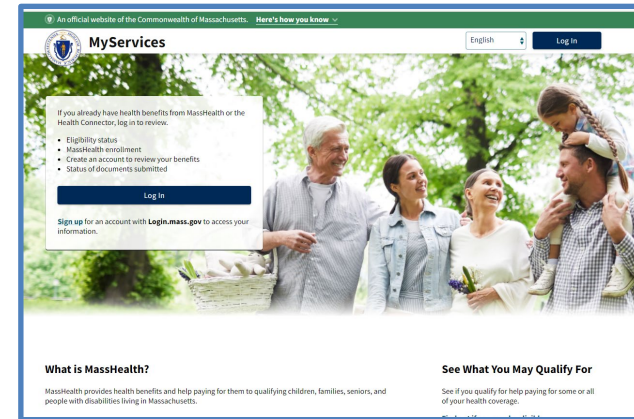 An official website of the Commonwealth of Massachusetts. Here's how you know
MyServices
English
Log In
If you already have health benefits from MassHealth or the
Health Connector, log in to review.
• Eligibility status
• MassHealth enrollment
• Create an account to review your benefits
• Status of documents submitted
Log In
Sign up for an account with Login.mass.gov to access your
information.
What is MassHealth?
MassHealth provides health benefits and help paying for them to qualifying children, families, seniors, and
people with disabilities living in Massachusetts.
See What You May Qualify For
See if you qualify for help paying for some or all
of your health coverage.